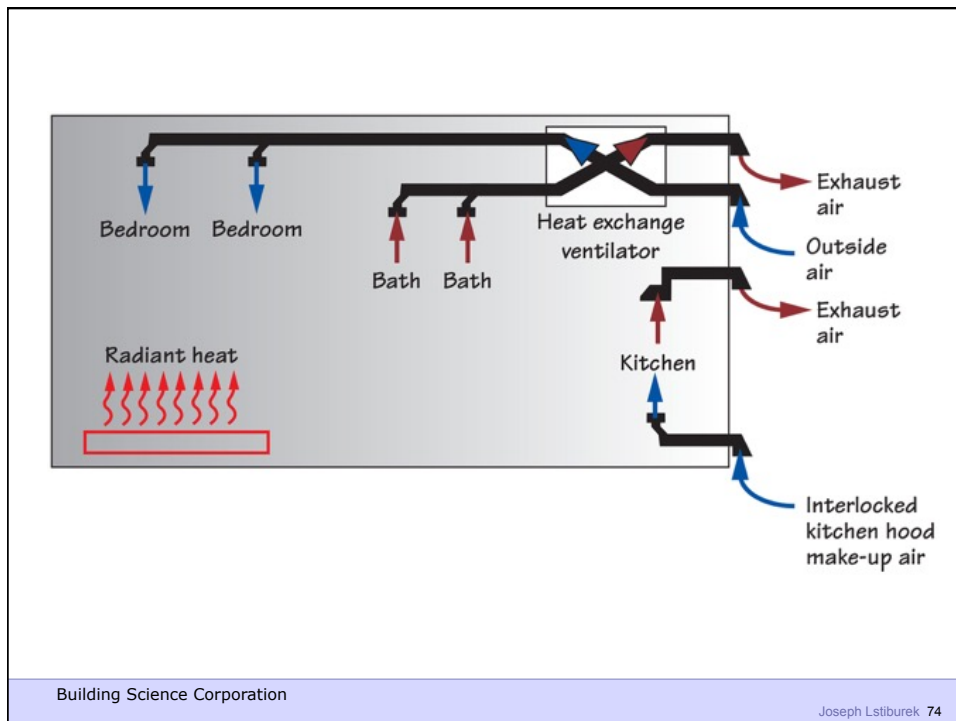 Bedroom Bedroom
Bath Bath
Heat exchange
ventilator
Exhaust
air
Outside
air
Exhaust
air
Radiant heat
Kitchen
Interlocked
kitchen hood
make-up air
Building Science Corporation
Joseph Lstiburek 74